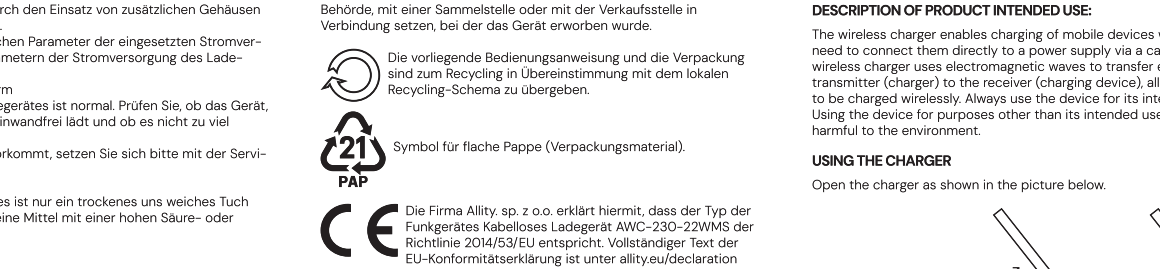 rch den Einsatz von zusätzlichen Gehäusen
chen Parameter der eingesetzten Stromver-
metern der Stromversorgung des Lade-
rm
egerätes ist normal. Prüfen Sie, ob das Gerät,
inwandfrei lädt und ob es nicht zu viel
rkommt, setzen Sie sich bitte mit der Servi-
es ist nur ein trockenes uns weiches Tuch
eine Mittel mit einer hohen Säure- oder
Behörde, mit einer Sammelstelle oder mit der Verkaufsstelle in
Verbindung setzen, bei der das Gerät erworben wurde.
Die vorliegende Bedienungsanweisung und die Verpackung
sind zum Recycling in Übereinstimmung mit dem lokalen
Recycling-Schema zu übergeben.
21
PAP
Symbol für flache Pappe (Verpackungsmaterial).
CE
Die Firma Allity. sp. z o.o. erklärt hiermit, dass der Typ der
Funkgerätes Kabelloses Ladegerät AWC-230-22WMS der
Richtlinie 2014/53/EU entspricht. Vollständiger Text der
EU-Konformitätserklärung ist unter allity.eu/declaration
DESCRIPTION OF PRODUCT INTENDED USE:
The wireless charger enables charging of mobile devices
need to connect them directly to a power supply via a ca
wireless charger uses electromagnetic waves to transfer e
transmitter (charger) to the receiver (charging device), all
to be charged wirelessly. Always use the device for its inte
Using the device for purposes other than its intended use
harmful to the environment.
USING THE CHARGER
Open the charger as shown in the picture below.